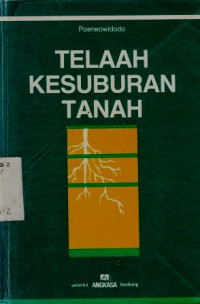 Poerwowidodo
TELAAH
KESUBURAN
TANAH
penerbit ANGKASA bandung